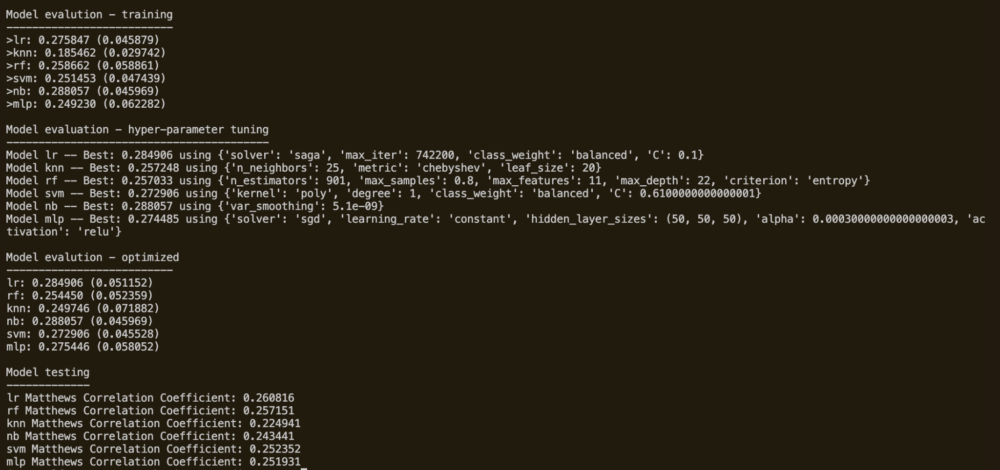 Model evalution - training
--------------------------
>lr: 0.275847 (0.045879)
>knn: 0.185462 (0.029742)
>rf: 0.258662 (0.058861)
>svm: 0.251453 (0.047439)
>nb: 0.288057 (0.045969)
>mlp: 0.249230 (0.062282)
Model evaluation - hyper-parameter tuning
-----------------------------------------
Model lr -- Best: 0.284906 using {'solver': 'saga', 'max_iter': 742200, 'class_weight': 'balanced', 'C': 0.1}
Model knn -- Best: 0.257248 using {'n_neighbors': 25, 'metric': 'chebyshev', 'leaf_size': 20}
Model rf -- Best: 0.257033 using {'n_estimators': 901, 'max_samples': 0.8, 'max_features': 11, 'max_depth': 22, 'criterion': 'entropy'}
Model svm -- Best: 0.272906 using {'kernel': 'poly', 'degree': 1, 'class_weight': 'balanced', 'C': 0.6100000000000001}
Model nb -- Best: 0.288057 using {'var_smoothing': 5.1e-09}
Model mlp -- Best: 0.274485 using {'solver': 'sgd', 'learning_rate': 'constant', 'hidden_layer_sizes': (50, 50, 50), 'alpha': 0.00030000000000000003, 'ac
tivation': 'relu'}
Model evalution - optimized
--------------------------
lr: 0.284906 (0.051152)
rf: 0.254450 (0.052359)
knn: 0.249746 (0.071882)
nb: 0.288057 (0.045969)
svm: 0.272906 (0.045528)
mlp: 0.275446 (0.058052)
Model testing
-------------
lr Matthews Correlation Coefficient: 0.260816
rf Matthews Correlation Coefficient: 0.257151
knn Matthews Correlation Coefficient: 0.224941
nb Matthews Correlation Coefficient: 0.243441
svm Matthews Correlation Coefficient: 0.252352
mlp Matthews Correlation Coefficient: 0.251931